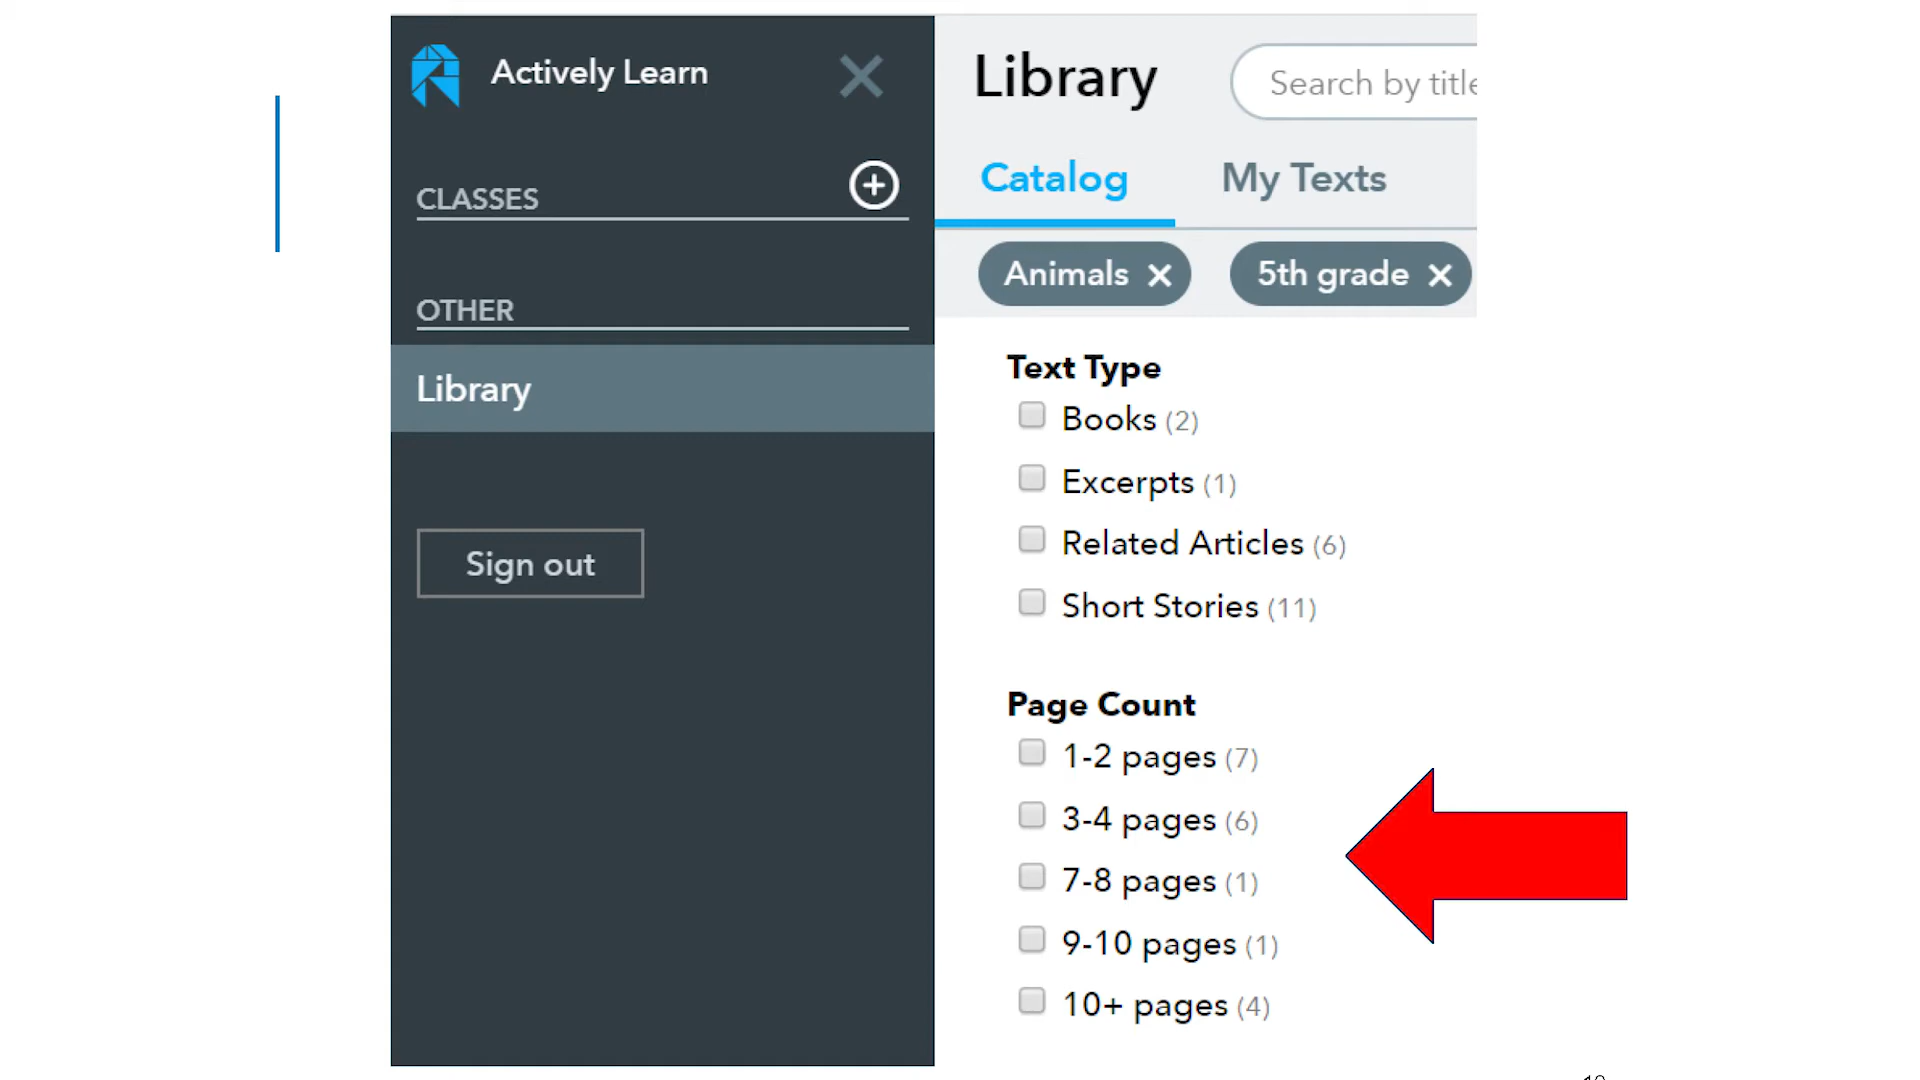 Actively Learn
CLASSES
OTHER
Library
Sign out
Library
Search by title
Catalog
My Texts
Animals
5th grade
Text Type
Books (2)
Excerpts (1)
Related Articles (6)
Short Stories (11)
Page Count
1-2 pages (7)
3-4 pages (6)
7-8 pages (1)
9-10 pages (1)
10+ pages (4)